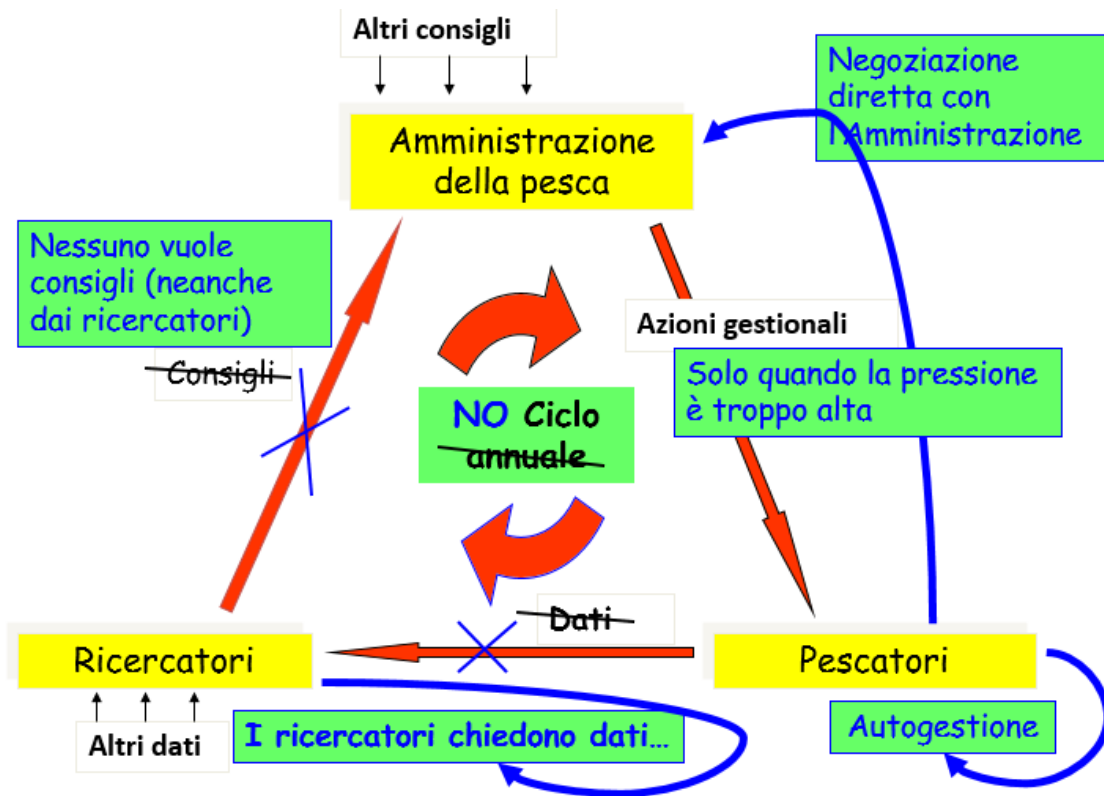 Altri consigli
Negoziazione
diretta con
l'Amministrazione
Amministrazione
della pesca
Nessuno vuole
consigli (neanche
dai ricercatori)
Consigli
Azioni gestionali
Solo quando la pressione
è troppo alta
NO Ciclo
annuale
Dati
Ricercatori
Pescatori
Altri dati
I ricercatori chiedono dati…
Autogestione